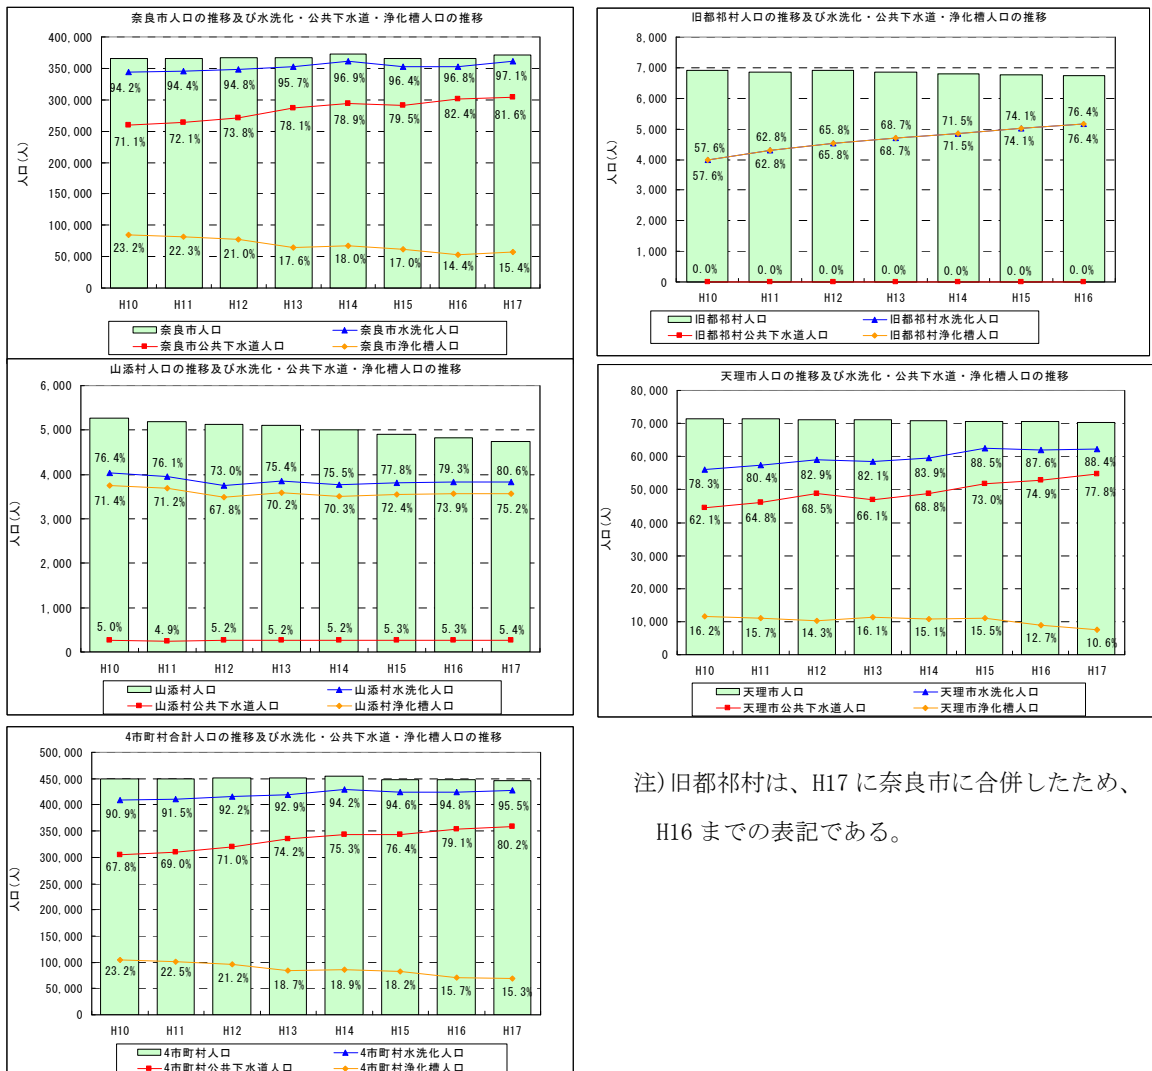 奈良市人口の推移及び水洗化・公共下水道・浄化槽人口の推移
人口(人)
400,000
350,000
300,000
250,000
200,000
150,000
100,000
50,000
0
94.2% 94.4% 94.8% 95.7% 96.9% 96.4% 96.8% 97.1%
71.1% 72.1% 73.8% 78.1% 78.9% 79.5% 82.4% 81.6%
23.2% 22.3% 21.0% 17.6% 18.0% 17.0% 14.4% 15.4%
H10 H11 H12 H13 H14 H15 H16 H17
奈良市人口 奈良市水洗化人口
奈良市公共下水道人口 奈良市浄化槽人口
旧都祁村人口の推移及び水洗化・公共下水道・浄化槽人口の推移
人口(人)
8,000
7,000
6,000
5,000
4,000
3,000
2,000
1,000
0
57.6% 62.8% 65.8% 68.7% 71.5% 74.1% 76.4%
57.6% 62.8% 65.8% 68.7% 71.5% 74.1% 76.4%
0.0% 0.0% 0.0% 0.0% 0.0% 0.0% 0.0%
H10 H11 H12 H13 H14 H15 H16
旧都祁村人口 旧都祁村水洗化人口
旧都祁村公共下水道人口 旧都祁村浄化槽人口
山添村人口の推移及び水洗化・公共下水道・浄化槽人口の推移
人口(人)
6,000
5,000
4,000
3,000
2,000
1,000
0
76.4% 76.1% 73.0% 75.4% 75.5% 77.8% 79.3% 80.6%
71.4% 71.2% 67.8% 70.2% 70.3% 72.4% 73.9% 75.2%
5.0% 4.9% 5.2% 5.2% 5.2% 5.3% 5.3% 5.4%
H10 H11 H12 H13 H14 H15 H16 H17
山添村人口 山添村水洗化人口
山添村公共下水道人口 山添村浄化槽人口
天理市人口の推移及び水洗化・公共下水道・浄化槽人口の推移
人口(人)
80,000
70,000
60,000
50,000
40,000
30,000
20,000
10,000
0
78.3% 80.4% 82.9% 82.1% 83.9% 88.5% 87.6% 88.4%
62.1% 64.8% 68.5% 66.1% 68.8% 73.0% 74.9% 77.8%
16.2% 15.7% 14.3% 16.1% 15.1% 15.5% 12.7% 10.6%
H10 H11 H12 H13 H14 H15 H16 H17
天理市人口 天理市水洗化人口
天理市公共下水道人口 天理市浄化槽人口
4市町村合計人口の推移及び水洗化・公共下水道・浄化槽人口の推移
人口(人)
500,000
450,000
400,000
350,000
300,000
250,000
200,000
150,000
100,000
50,000
0
90.9% 91.5% 92.2% 92.9% 94.2% 94.6% 94.8% 95.5%
67.8% 69.0% 71.0% 74.2% 75.3% 76.4% 79.1% 80.2%
23.2% 22.5% 21.2% 18.7% 18.9% 18.2% 15.7% 15.3%
H10 H11 H12 H13 H14 H15 H16 H17
4市町村人口 4市町村水洗化人口
4市町村公共下水道人口 4市町村浄化槽人口
注)旧都祁村は、H17に奈良市に合併したため、
H16までの表記である。